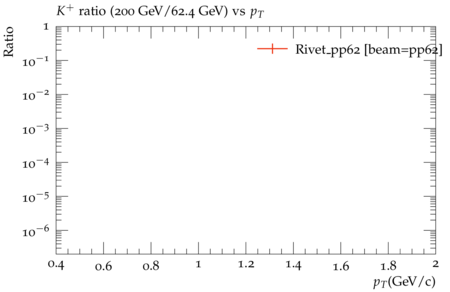 K⁺ ratio (200 GeV/62.4 GeV) vs p_T
Ratio
Rivet_pp62 [beam=pp62]
1
10⁻¹
10⁻²
10⁻³
10⁻⁴
10⁻⁵
10⁻⁶
0.4 0.6 0.8 1 1.2 1.4 1.6 1.8 2
p_T(GeV/c)